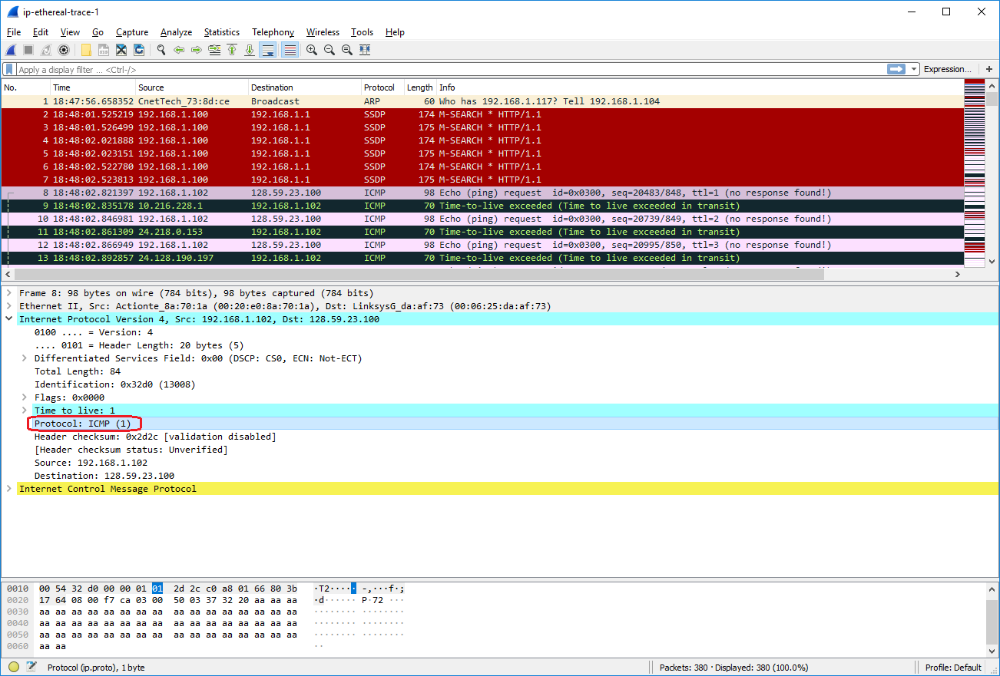 ip-ethereal-trace-1
File Edit View Go Capture Analyze Statistics Telephony Wireless Tools Help
Apply a display filter ... <Ctrl-/> Expression... +
No. Time Source Destination Protocol Length Info
1 18:47:56.658352 CnetTech_73:8d:ce Broadcast ARP 60 Who has 192.168.1.117? Tell 192.168.1.104
2 18:48:01.525219 192.168.1.100 192.168.1.1 SSDP 174 M-SEARCH * HTTP/1.1
3 18:48:01.526499 192.168.1.100 192.168.1.1 SSDP 175 M-SEARCH * HTTP/1.1
4 18:48:02.021888 192.168.1.100 192.168.1.1 SSDP 174 M-SEARCH * HTTP/1.1
5 18:48:02.023151 192.168.1.100 192.168.1.1 SSDP 175 M-SEARCH * HTTP/1.1
6 18:48:02.522780 192.168.1.100 192.168.1.1 SSDP 174 M-SEARCH * HTTP/1.1
7 18:48:02.523813 192.168.1.100 192.168.1.1 SSDP 175 M-SEARCH * HTTP/1.1
8 18:48:02.821397 192.168.1.102 128.59.23.100 ICMP 98 Echo (ping) request id=0x0300, seq=20483/848, ttl=1 (no response found!)
9 18:48:02.835178 10.216.228.1 192.168.1.102 ICMP 70 Time-to-live exceeded (Time to live exceeded in transit)
10 18:48:02.846981 192.168.1.102 128.59.23.100 ICMP 98 Echo (ping) request id=0x0300, seq=20739/849, ttl=2 (no response found!)
11 18:48:02.861309 24.218.0.153 192.168.1.102 ICMP 70 Time-to-live exceeded (Time to live exceeded in transit)
12 18:48:02.866949 192.168.1.102 128.59.23.100 ICMP 98 Echo (ping) request id=0x0300, seq=20995/850, ttl=3 (no response found!)
13 18:48:02.892857 24.128.190.197 192.168.1.102 ICMP 70 Time-to-live exceeded (Time to live exceeded in transit)
Frame 8: 98 bytes on wire (784 bits), 98 bytes captured (784 bits)
Ethernet II, Src: Actionte_8a:70:1a (00:20:e0:8a:70:1a), Dst: LinksysG_da:af:73 (00:06:25:da:af:73)
Internet Protocol Version 4, Src: 192.168.1.102, Dst: 128.59.23.100
0100 .... = Version: 4
.... 0101 = Header Length: 20 bytes (5)
Differentiated Services Field: 0x00 (DSCP: CS0, ECN: Not-ECT)
Total Length: 84
Identification: 0x32d0 (13008)
Flags: 0x0000
Time to live: 1
Protocol: ICMP (1)
Header checksum: 0x2d2c [validation disabled]
[Header checksum status: Unverified]
Source: 192.168.1.102
Destination: 128.59.23.100
Internet Control Message Protocol
0010 00 54 32 d0 00 00 01 01 2d 2c c0 a8 01 66 80 3b ·T2····· -,···f·;
0020 17 64 08 00 f7 ca 03 00 50 03 37 32 20 aa aa aa ·d······ P·72 ···
0030 aa aa aa aa aa aa aa aa aa aa aa aa aa aa aa aa ········ ········
0040 aa aa aa aa aa aa aa aa aa aa aa aa aa aa aa aa ········ ········
0050 aa aa aa aa aa aa aa aa aa aa aa aa aa aa aa aa ········ ········
0060 aa aa ··
Protocol (ip.proto), 1 byte Packets: 380 · Displayed: 380 (100.0%) Profile: Default